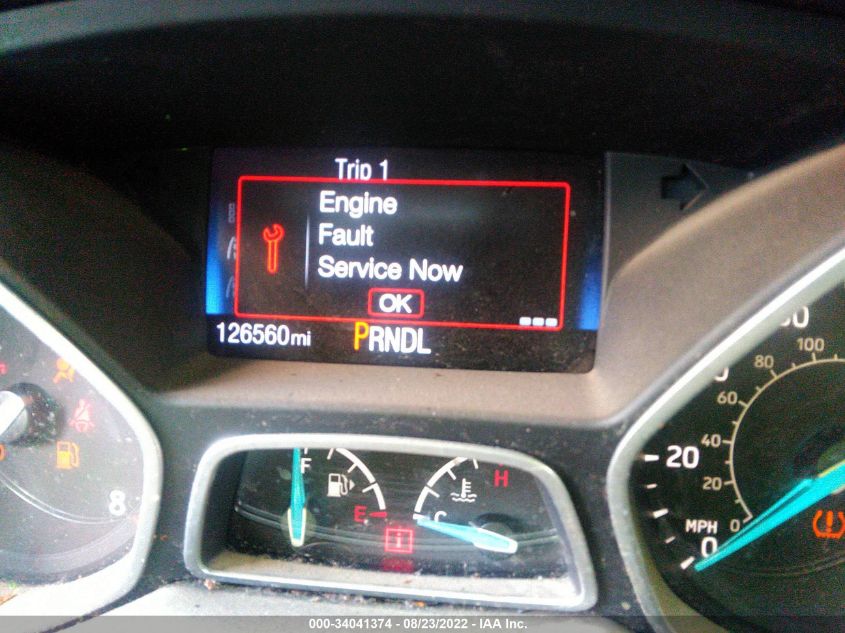 Trip 1
Engine
Fault
Service Now
OK
126560mi PRNDL
8
F
E
C
H
100
80
60
40
20
0
20
MPH
0
000-34041374 - 08/23/2022 - IAA Inc.